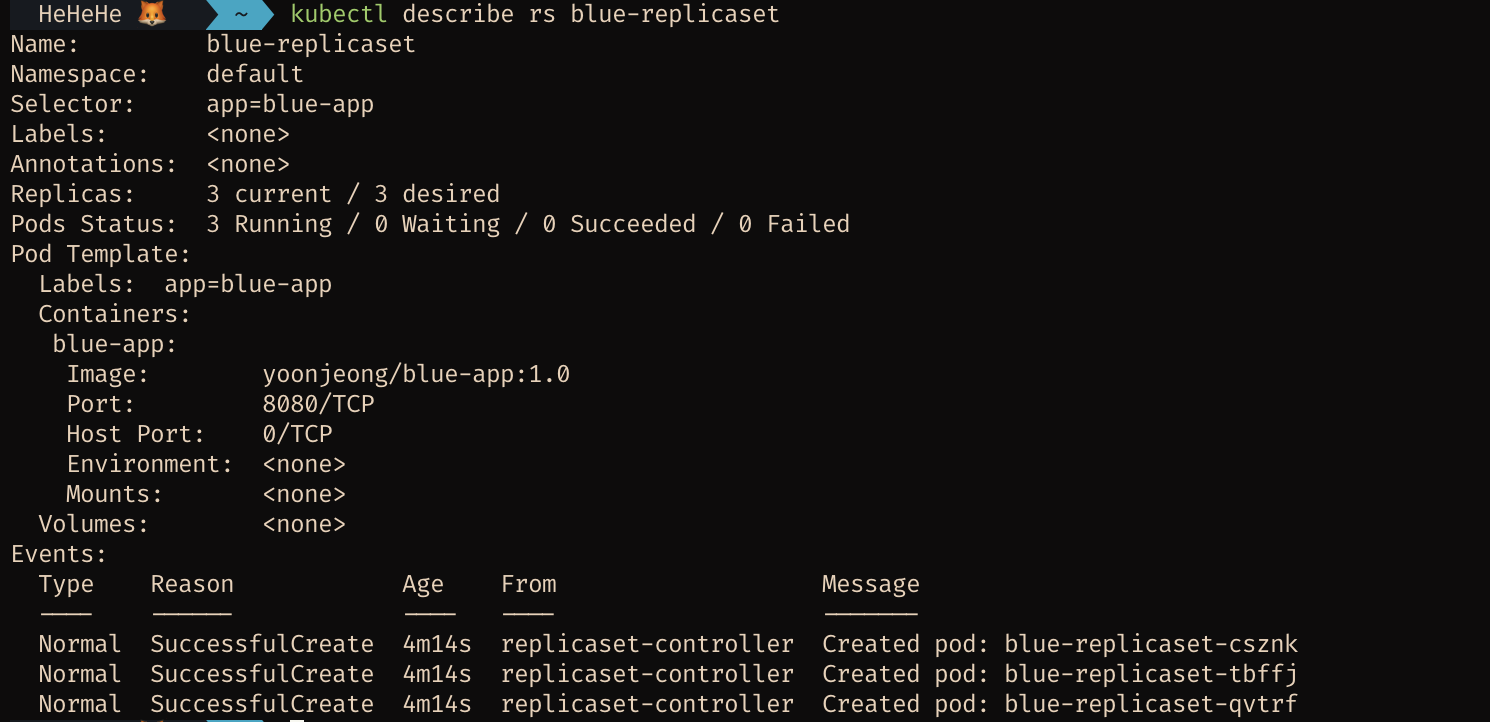 HeHeHe 🦊 ~ kubectl describe rs blue-replicaset
Name:         blue-replicaset
Namespace:    default
Selector:     app=blue-app
Labels:       <none>
Annotations:  <none>
Replicas:     3 current / 3 desired
Pods Status:  3 Running / 0 Waiting / 0 Succeeded / 0 Failed
Pod Template:
  Labels:  app=blue-app
  Containers:
   blue-app:
    Image:        yoonjeong/blue-app:1.0
    Port:         8080/TCP
    Host Port:    0/TCP
    Environment:  <none>
    Mounts:       <none>
  Volumes:        <none>
Events:
  Type    Reason            Age    From                   Message
  ----    ------            ----   ----                   -------
  Normal  SuccessfulCreate  4m14s  replicaset-controller  Created pod: blue-replicaset-csznk
  Normal  SuccessfulCreate  4m14s  replicaset-controller  Created pod: blue-replicaset-tbffj
  Normal  SuccessfulCreate  4m14s  replicaset-controller  Created pod: blue-replicaset-qvtrf